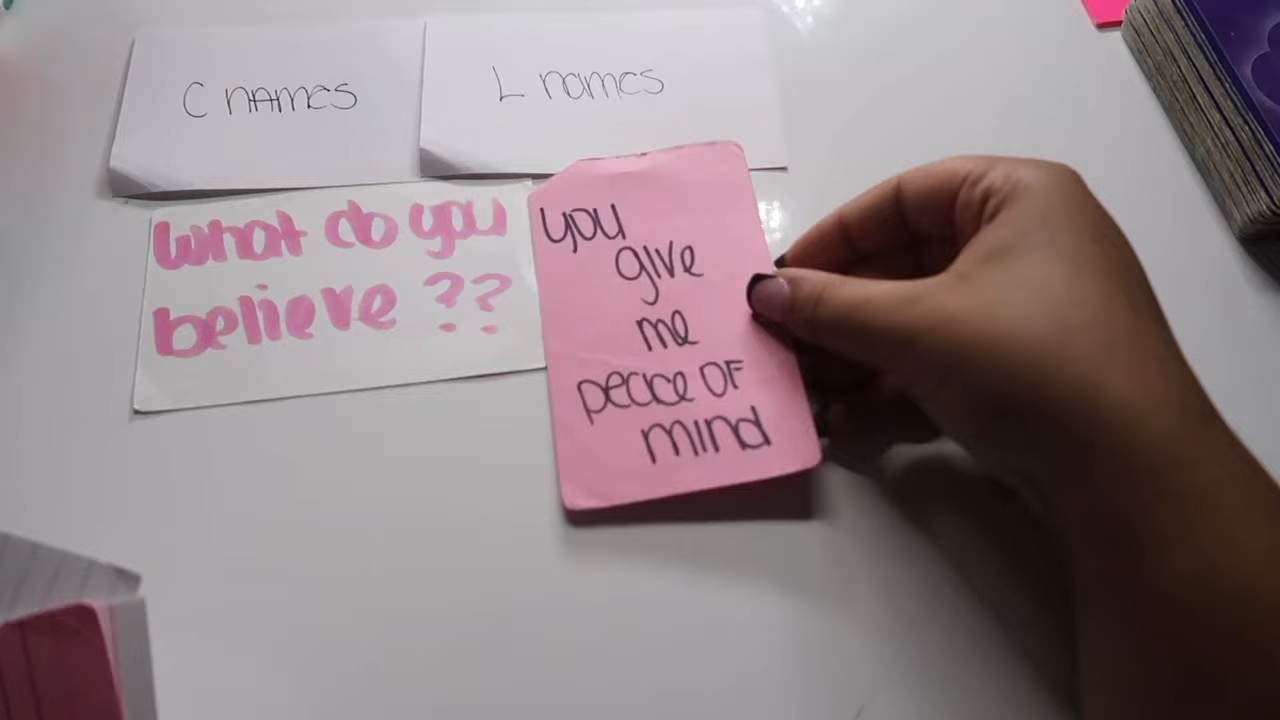 C names
L names
what do you
believe ??
you
give
me
peace of
mind